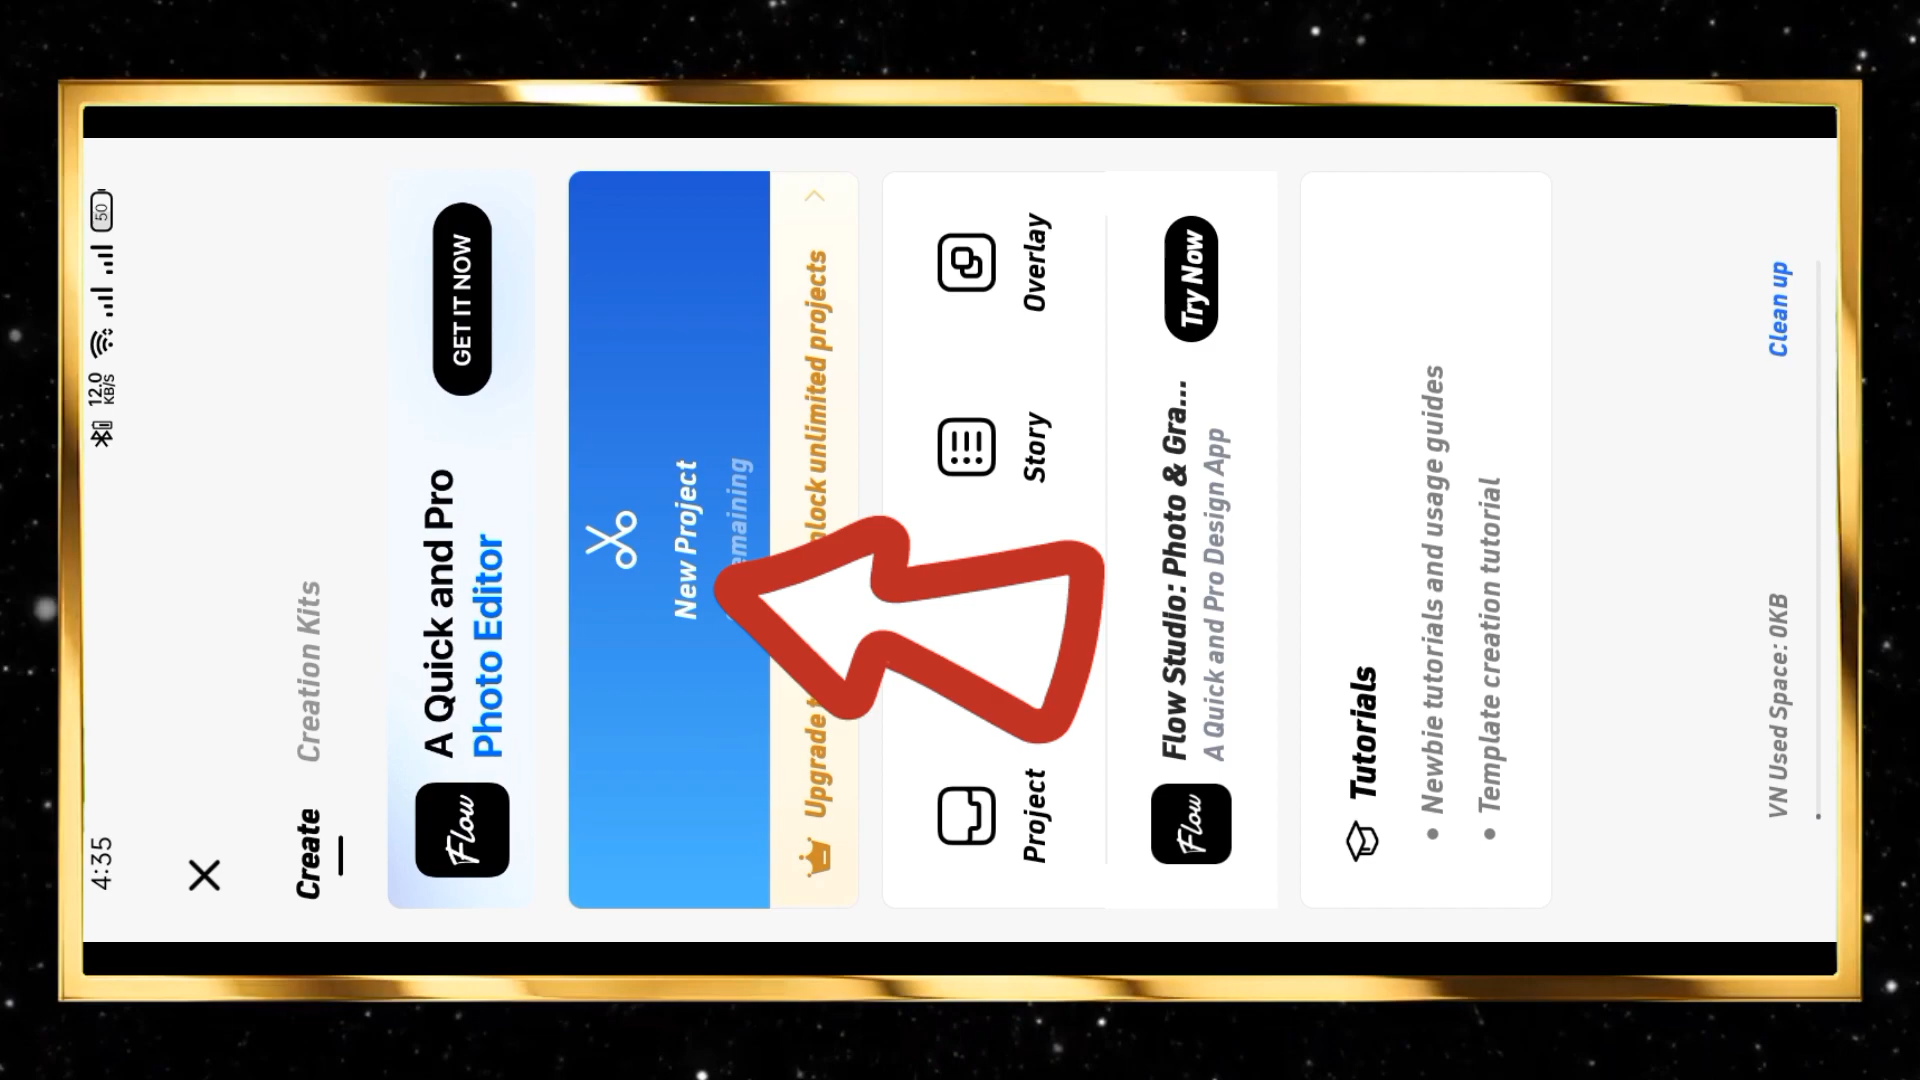 4:35
12.0
KB/S
50
Create Creation Kits
Flow
A Quick and Pro
Photo Editor
GET IT NOW
New Project
Upgrade unlimited projects
Project Story Overlay
Flow
Flow Studio: Photo & Gra...
A Quick and Pro Design App
Try Now
Tutorials
• Newbie tutorials and usage guides
• Template creation tutorial
VN Used Space: 0KB Clean up